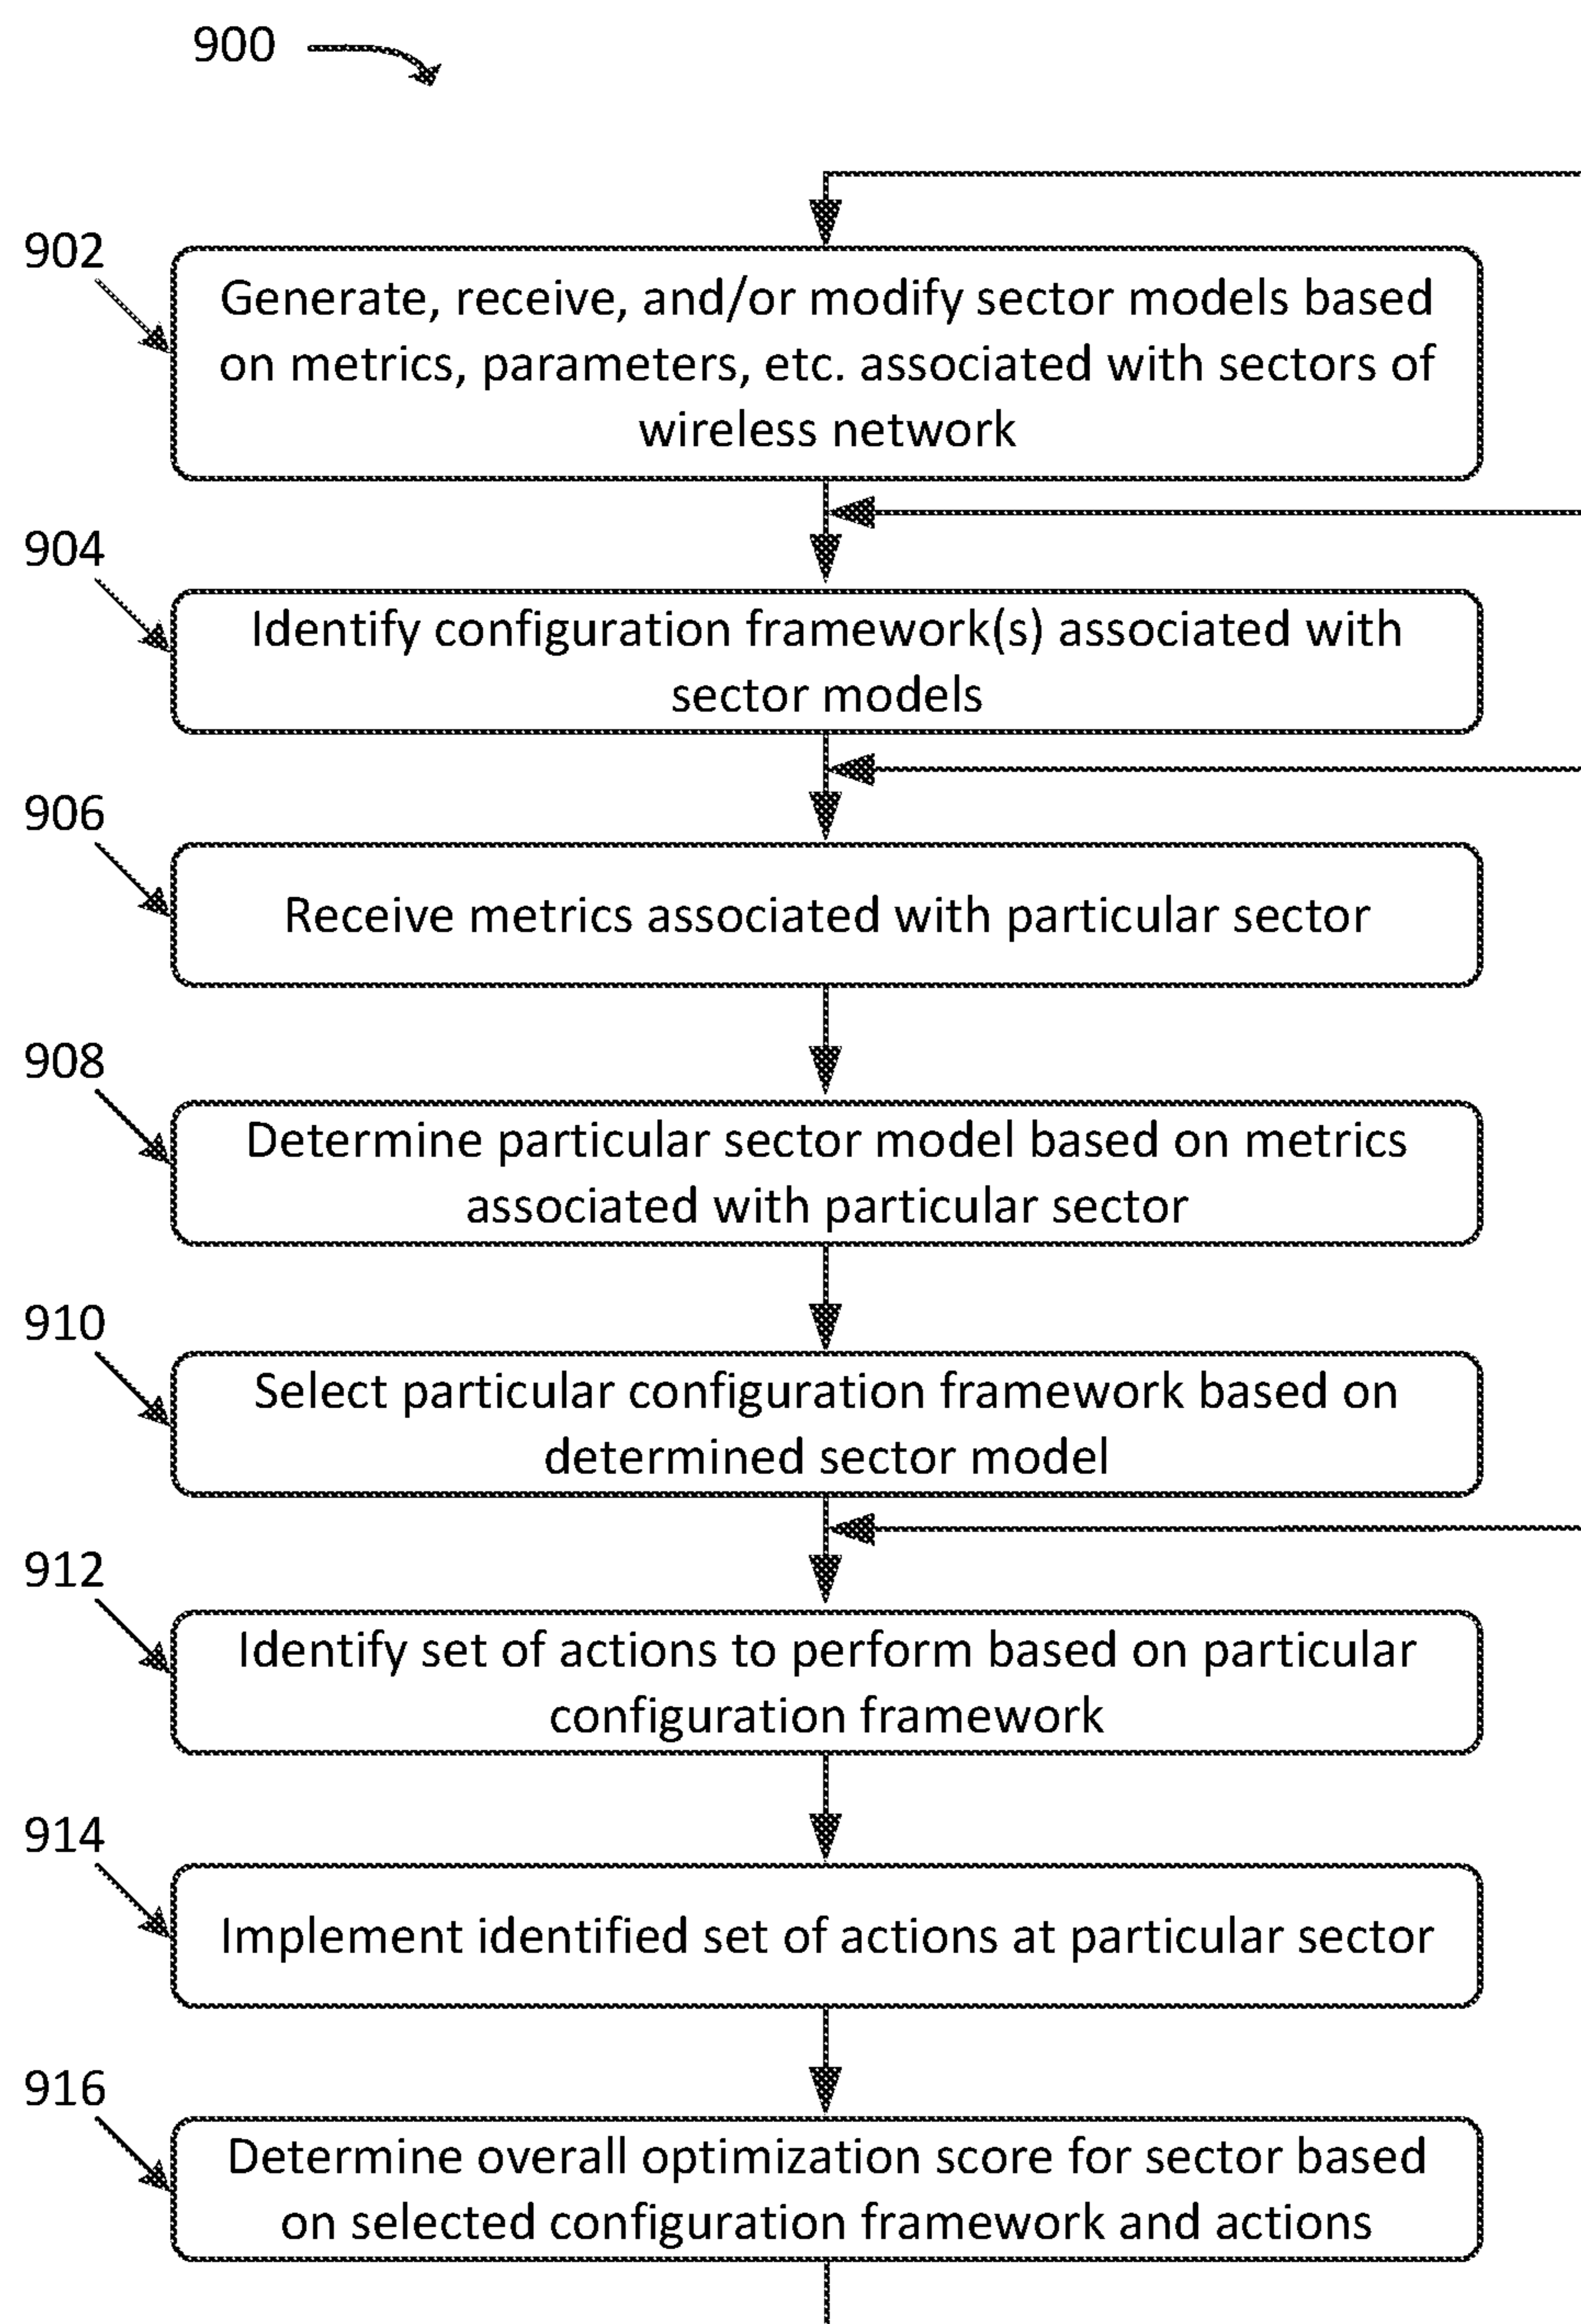 900
902
Generate, receive, and/or modify sector models based
on metrics, parameters, etc. associated with sectors of
wireless network
904
Identify configuration framework(s) associated with
sector models
906
Receive metrics associated with particular sector
908
Determine particular sector model based on metrics
associated with particular sector
910
Select particular configuration framework based on
determined sector model
912
Identify set of actions to perform based on particular
configuration framework
914
Implement identified set of actions at particular sector
916
Determine overall optimization score for sector based
on selected configuration framework and actions